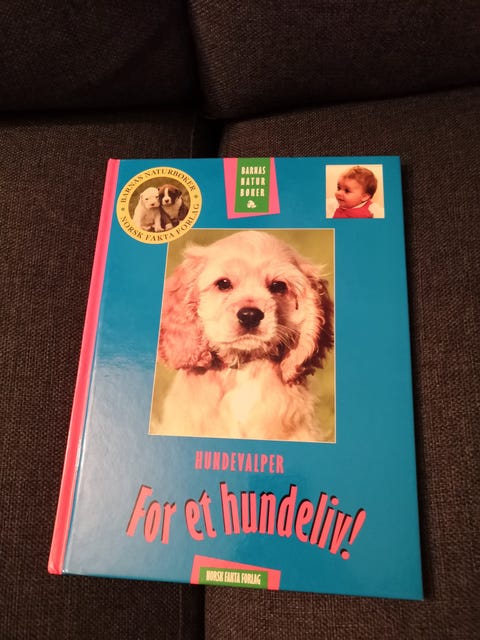 BARNAS NATURBØKER
NORSK FAKTA FORLAG
BARNAS
NATUR
BØKER
HUNDEVALPER
For et hundeliv!
NORSK FAKTA FORLAG